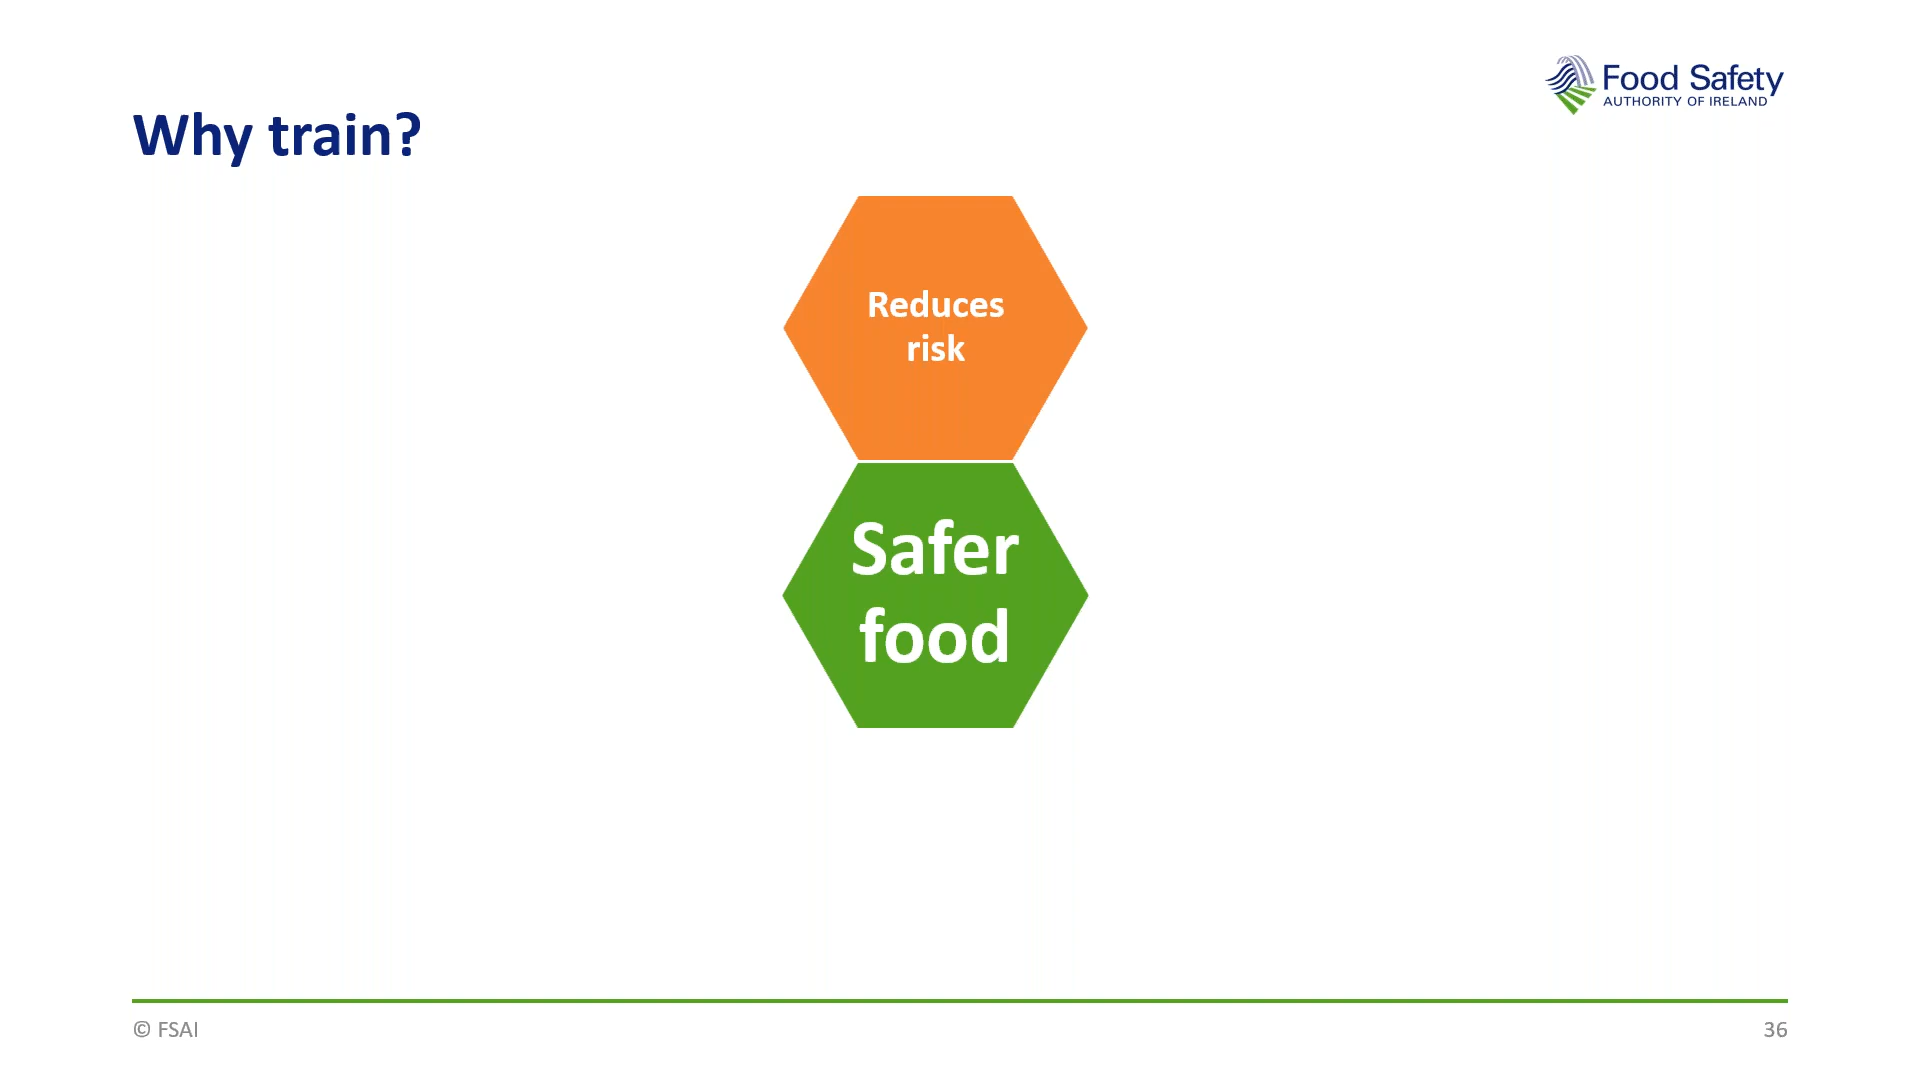 Food Safety
AUTHORITY OF IRELAND
Why train?
Reduces
risk
Safer
food
© FSAI
36